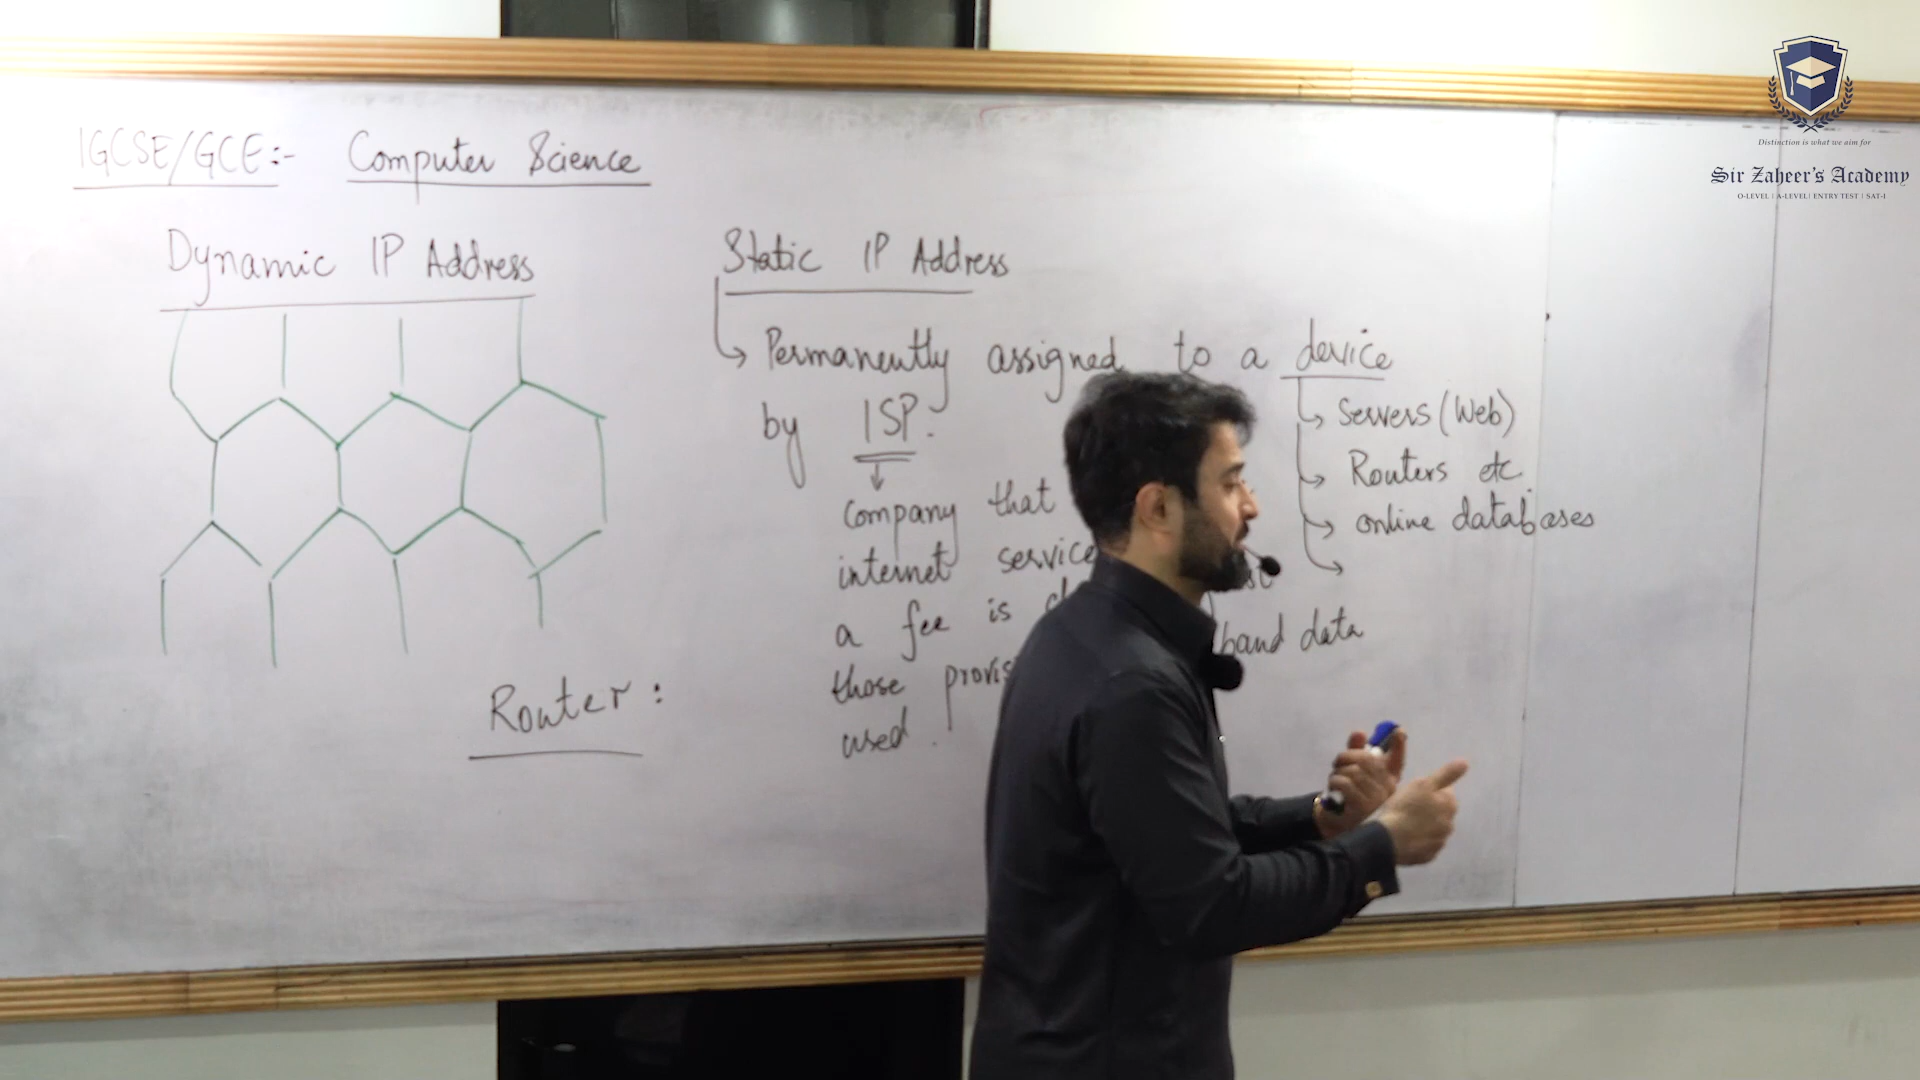 IGCSE/GCE:- Computer Science
Dynamic IP Address
Static IP Address
Permanently assigned to a device
by ISP.
Servers (Web)
Routers etc
online databases
company that
internet service
a fee is
band data
those
used.
Router:
Distinction is what we aim for
Sir Zaheer's Academy
O-LEVEL | A-LEVEL | ENTRY TEST | SAT-I